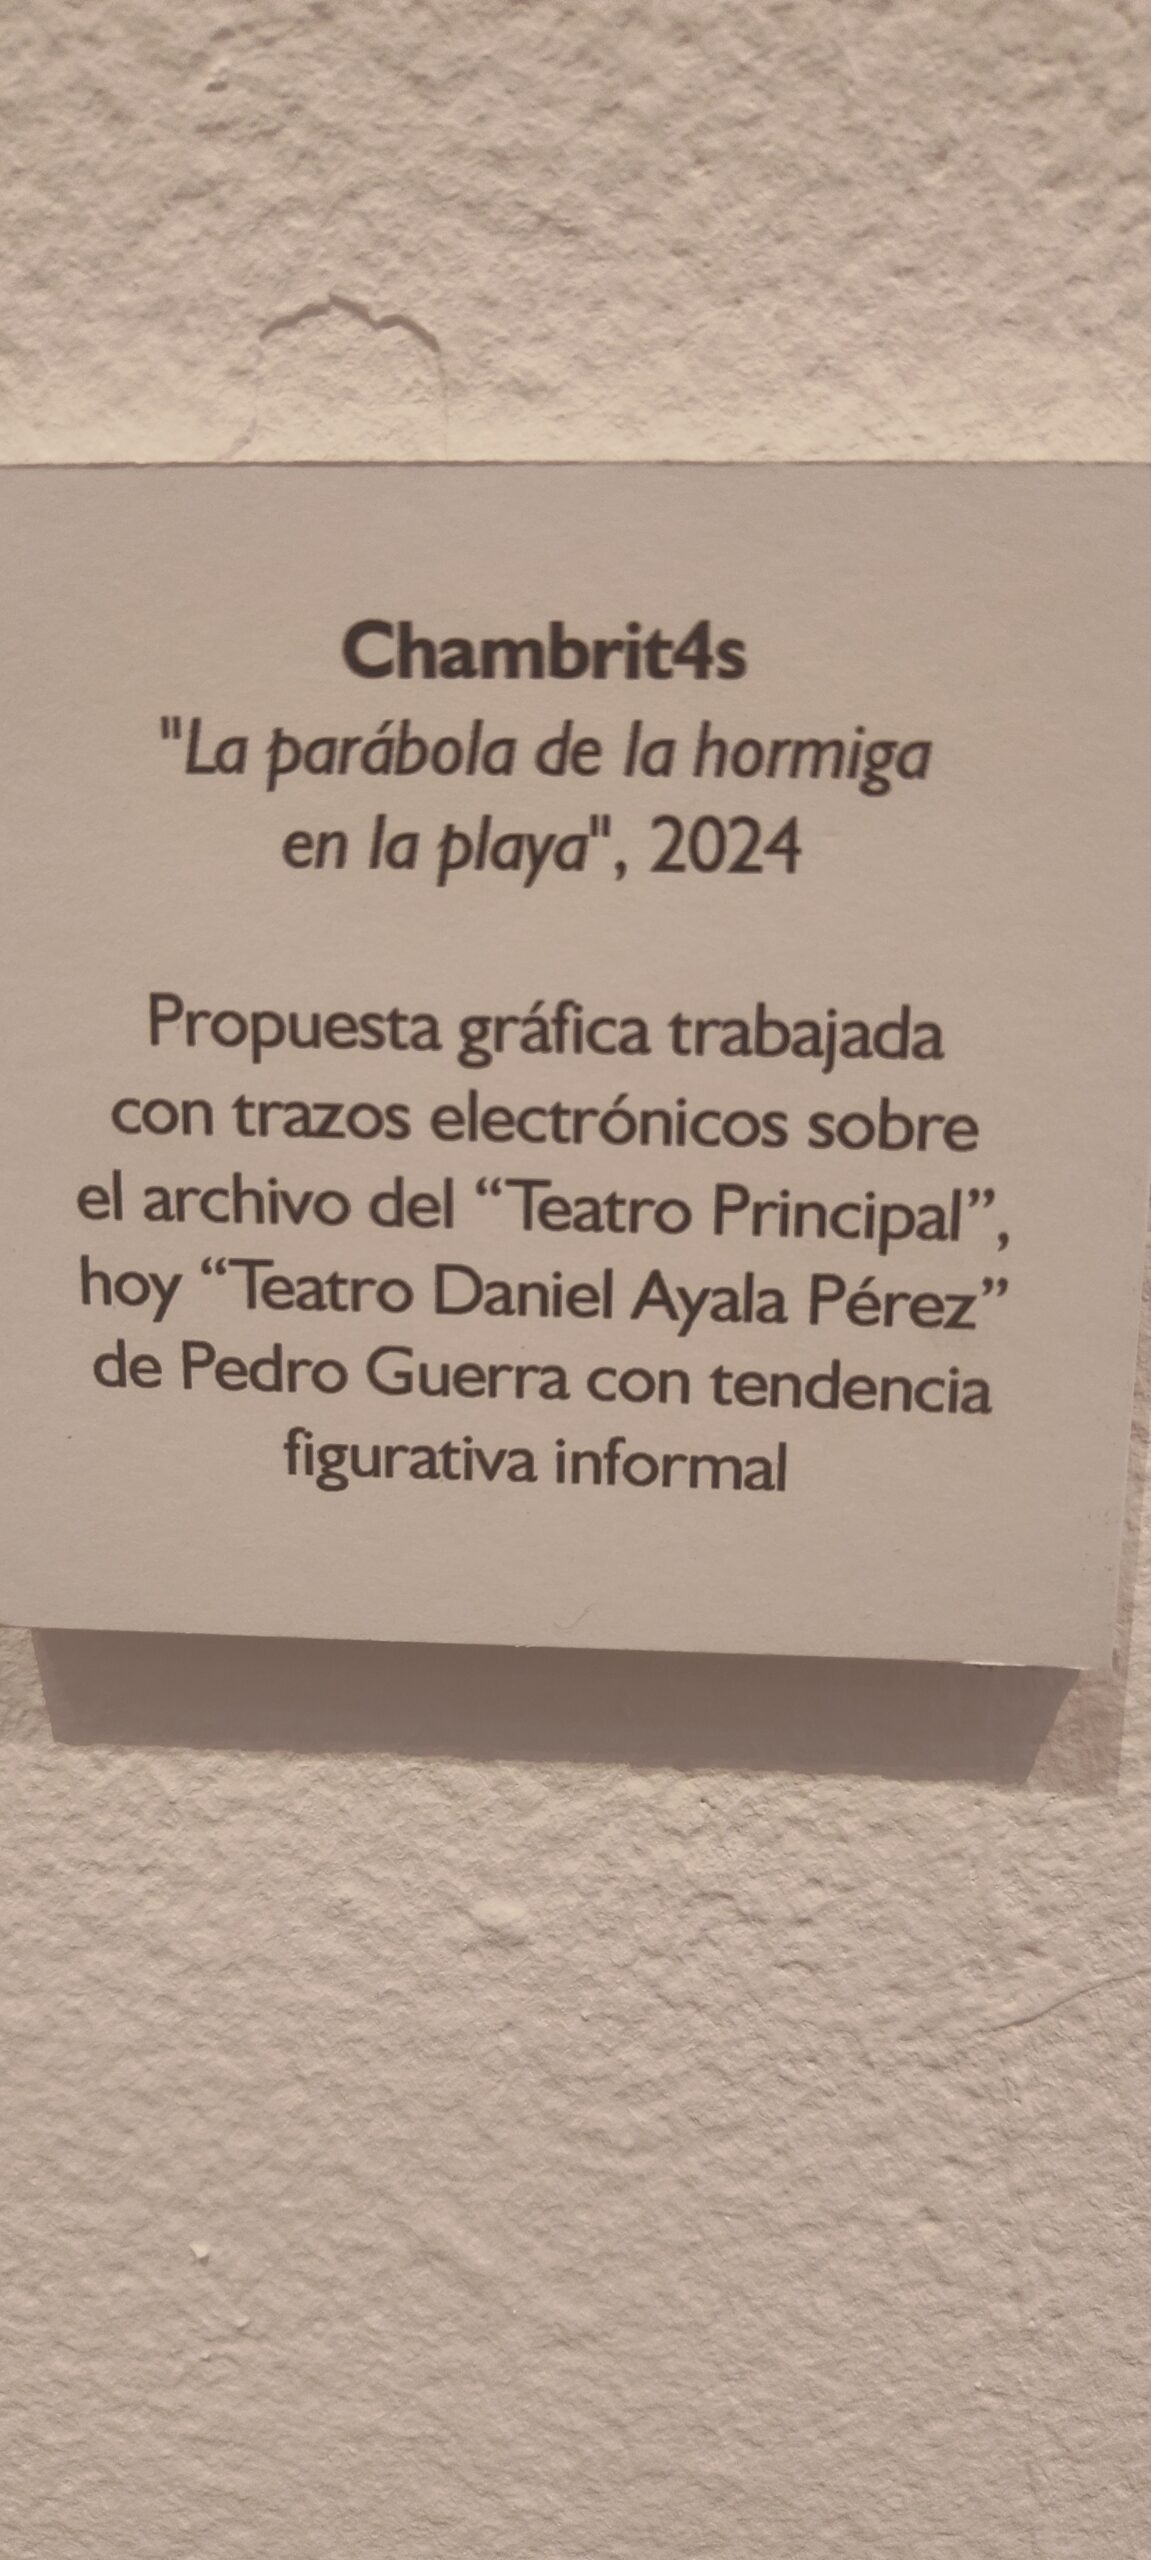 Chambrit4s
"La parábola de la hormiga
en la playa", 2024
Propuesta gráfica trabajada
con trazos electrónicos sobre
el archivo del “Teatro Principal”,
hoy “Teatro Daniel Ayala Pérez”
de Pedro Guerra con tendencia
figurativa informal